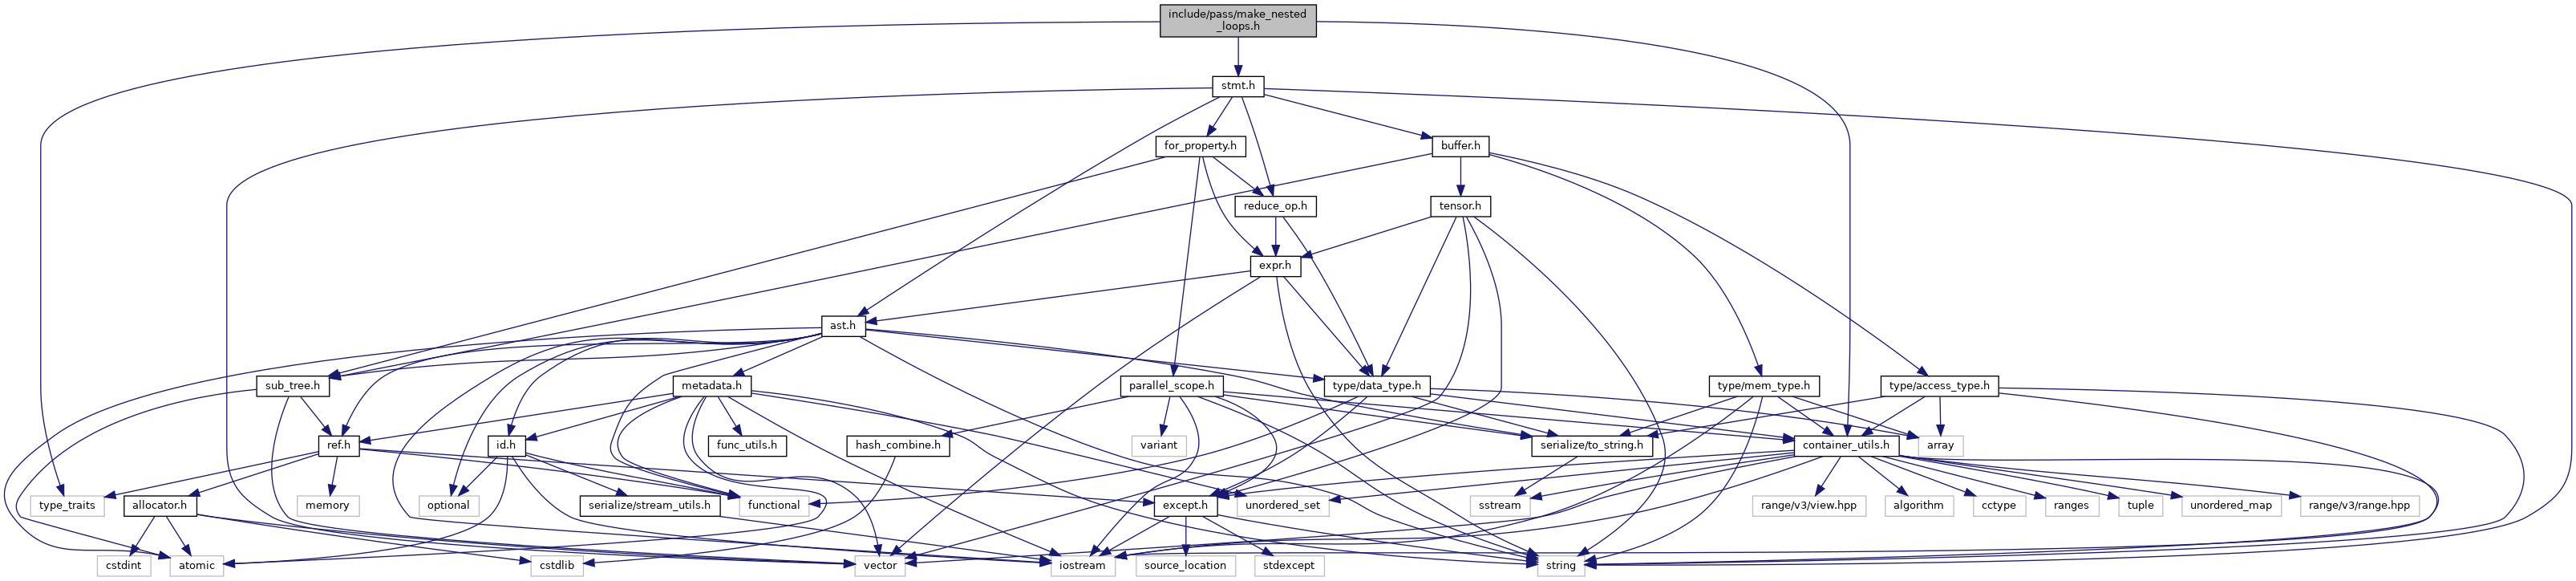 include/pass/make_nested
_loops.h
stmt.h
for_property.h
buffer.h
reduce_op.h
tensor.h
expr.h
ast.h
sub_tree.h
metadata.h
parallel_scope.h
type/data_type.h
type/mem_type.h
type/access_type.h
ref.h
id.h
func_utils.h
hash_combine.h
variant
serialize/to_string.h
container_utils.h
array
type_traits
allocator.h
memory
optional
serialize/stream_utils.h
functional
except.h
unordered_set
sstream
range/v3/view.hpp
algorithm
cctype
ranges
tuple
unordered_map
range/v3/range.hpp
cstdint
atomic
cstdlib
vector
iostream
source_location
stdexcept
string